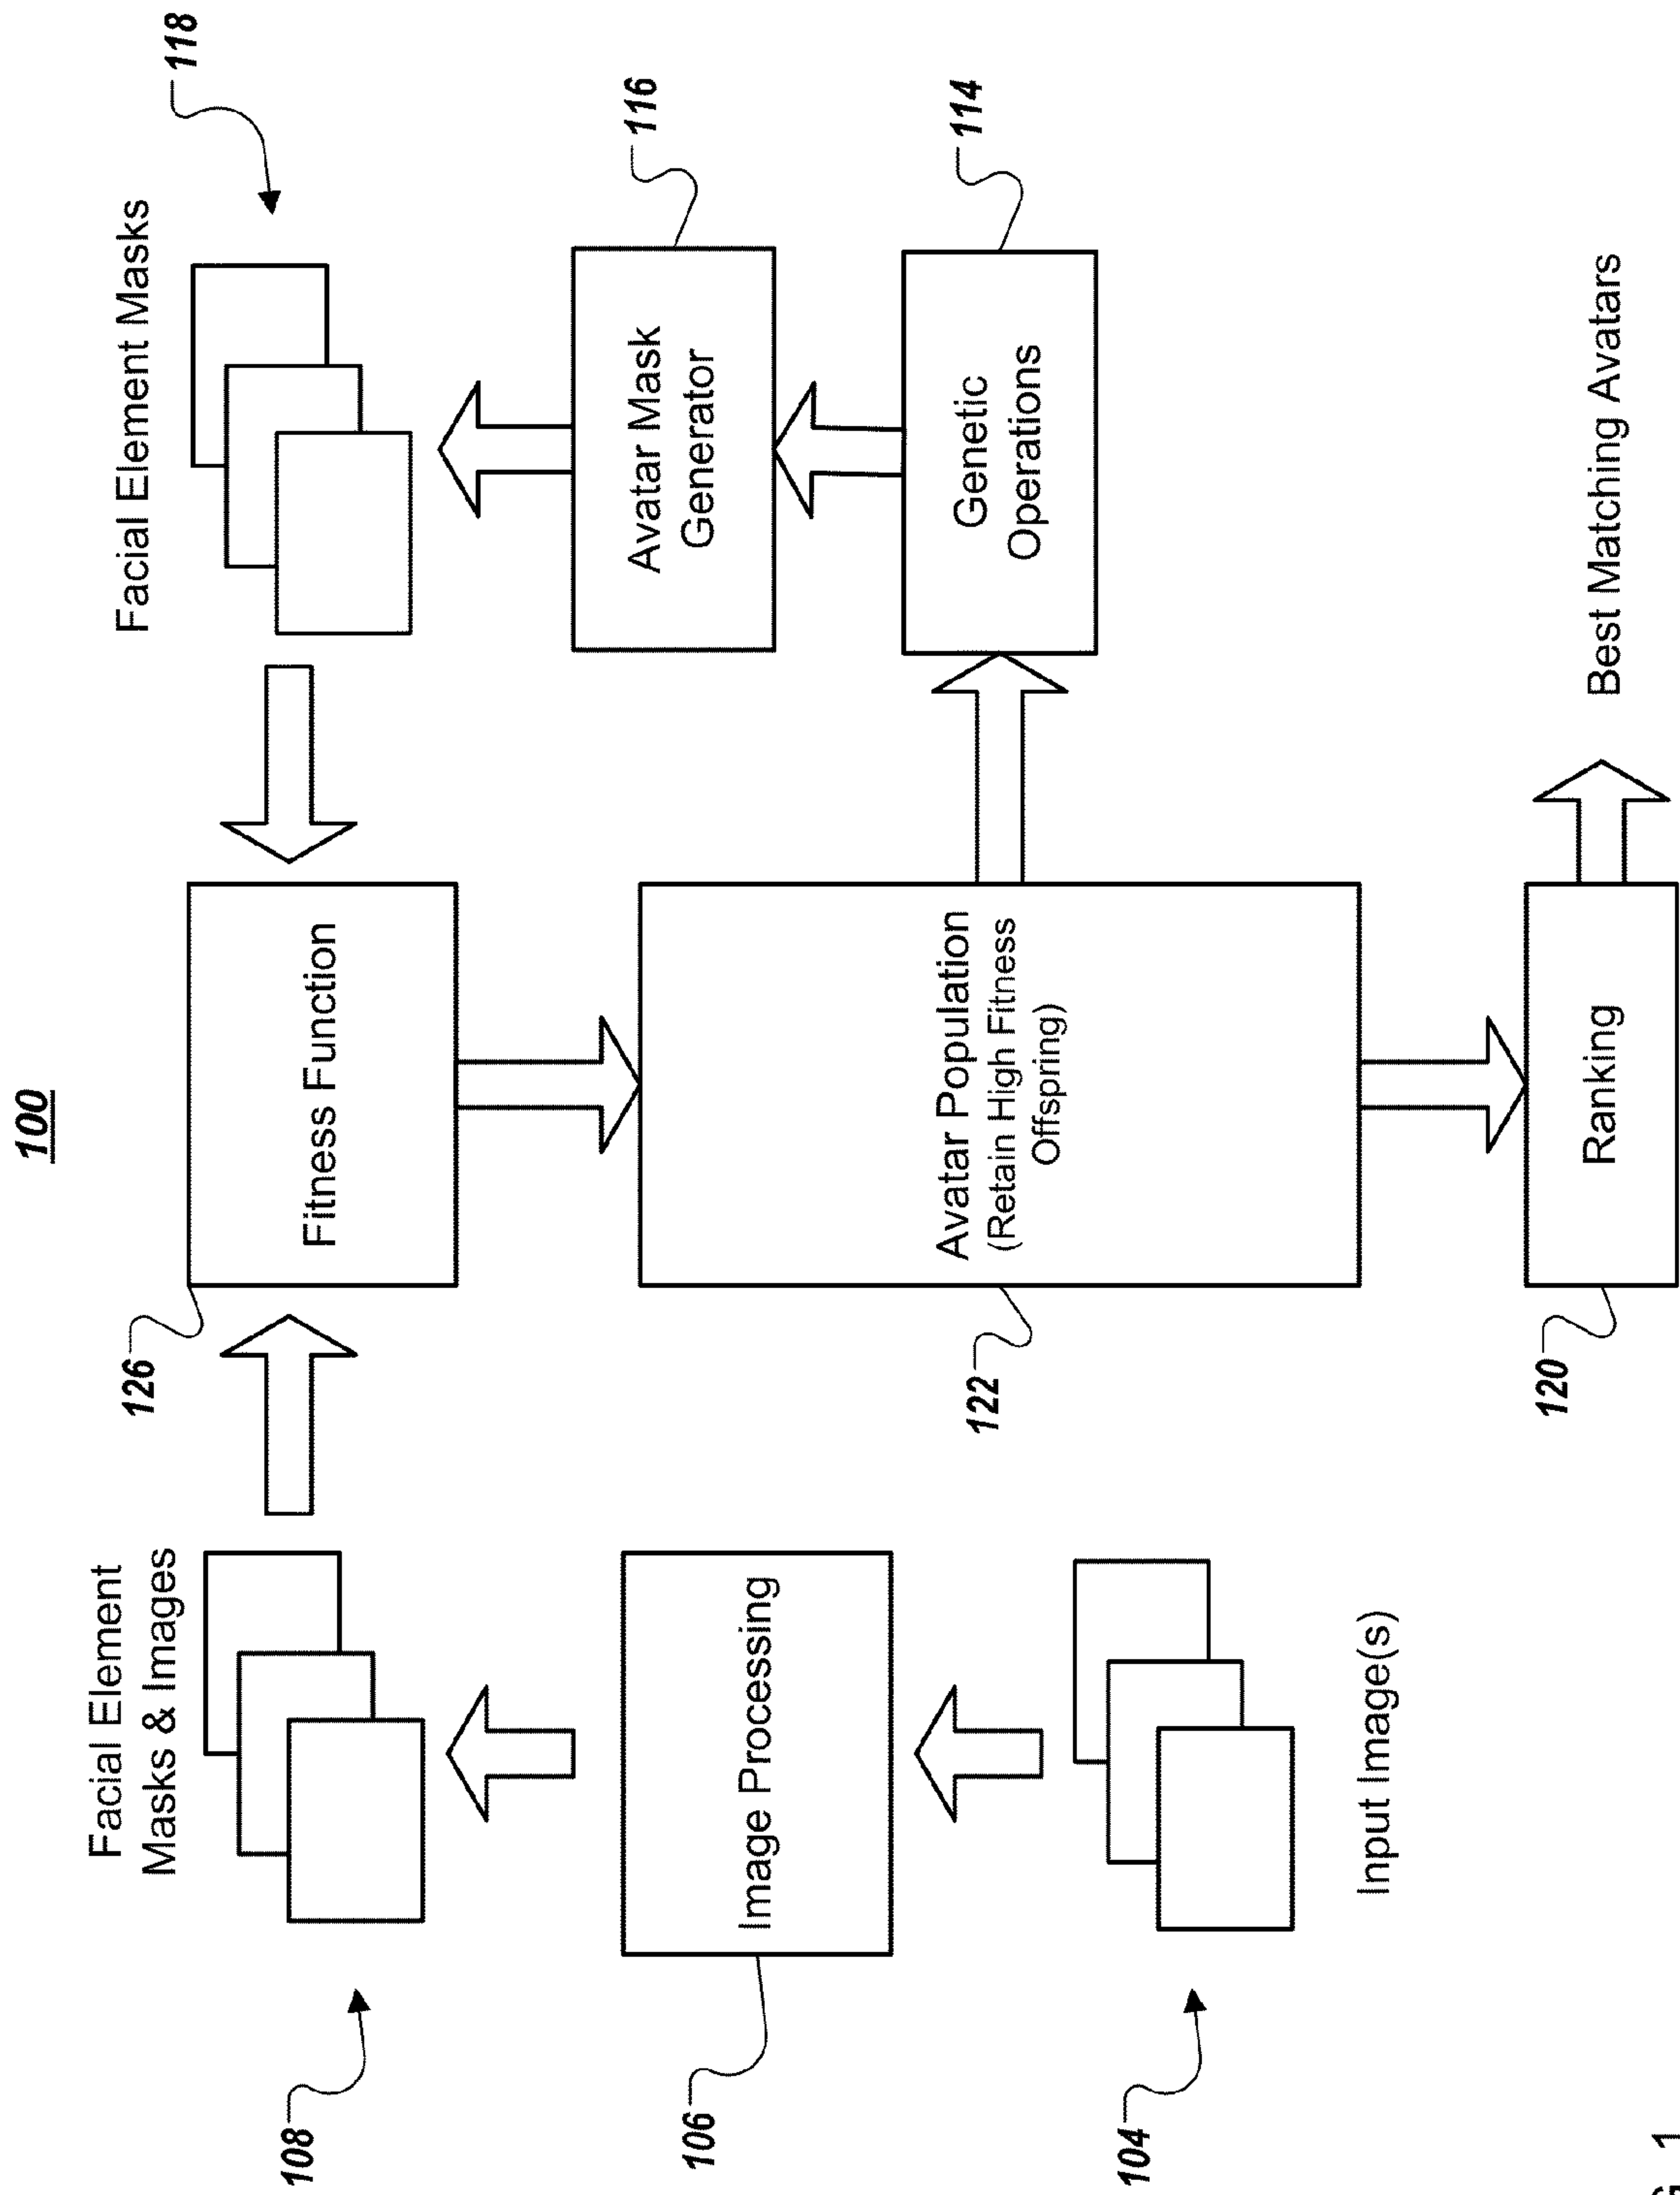 100
Facial Element
Masks & Images
108
Image Processing
106
104
Input Image(s)
126
Fitness Function
122
Avatar Population
(Retain High Fitness
Offspring)
120
Ranking
Facial Element Masks
118
Avatar Mask
Generator
116
Genetic
Operations
114
Best Matching Avatars